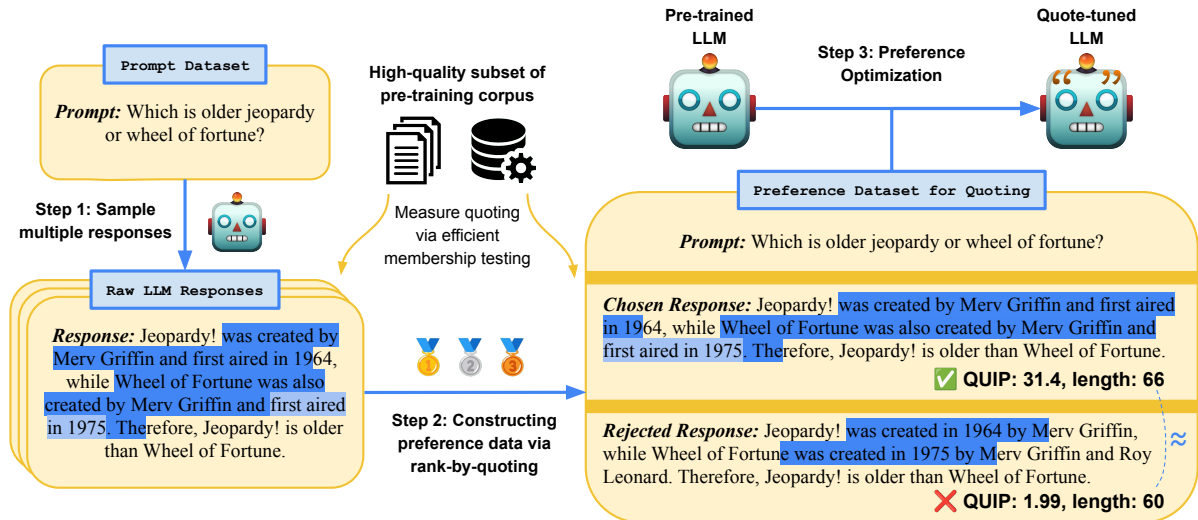 Prompt Dataset
Prompt: Which is older jeopardy
or wheel of fortune?
Step 1: Sample
multiple responses
Raw LLM Responses
Response: Jeopardy! was created by
Merv Griffin and first aired in 1964,
while Wheel of Fortune was also
created by Merv Griffin and first aired
in 1975. Therefore, Jeopardy! is older
than Wheel of Fortune.
High-quality subset of
pre-training corpus
Measure quoting
via efficient
membership testing
1
2
3
Step 2: Constructing
preference data via
rank-by-quoting
Pre-trained
LLM
Step 3: Preference
Optimization
Quote-tuned
LLM
“ ”
Preference Dataset for Quoting
Prompt: Which is older jeopardy or wheel of fortune?
Chosen Response: Jeopardy! was created by Merv Griffin and first aired
in 1964, while Wheel of Fortune was also created by Merv Griffin and
first aired in 1975. Therefore, Jeopardy! is older than Wheel of Fortune.
✅ QUIP: 31.4, length: 66
Rejected Response: Jeopardy! was created in 1964 by Merv Griffin,
while Wheel of Fortune was created in 1975 by Merv Griffin and Roy
Leonard. Therefore, Jeopardy! is older than Wheel of Fortune.
❌ QUIP: 1.99, length: 60
≈